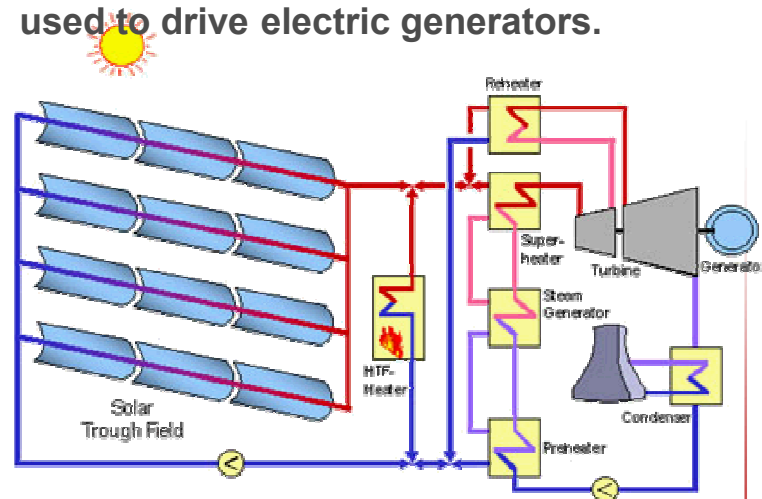 used to drive electric generators.
Reheater
Super-
heater
Turbine
Generato
Steam
Generator
HTF-
Heater
Solar
Trough Field
Condenser
Preheater